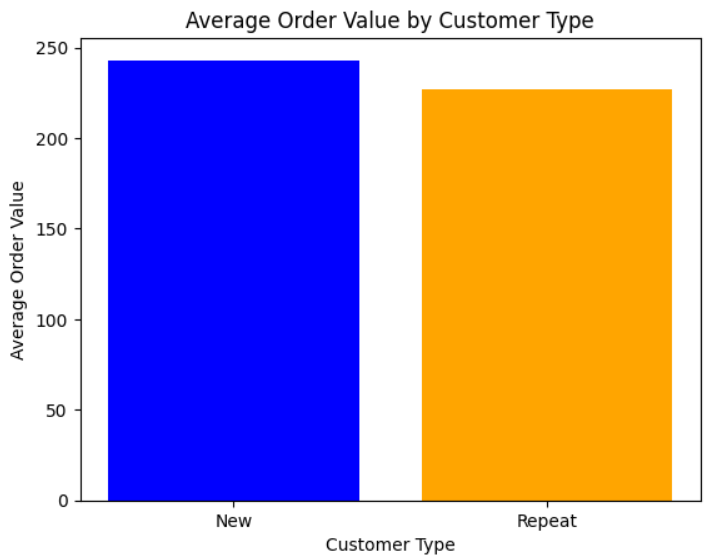 Average Order Value by Customer Type
250
200
150
100
50
0
Average Order Value
New Repeat
Customer Type